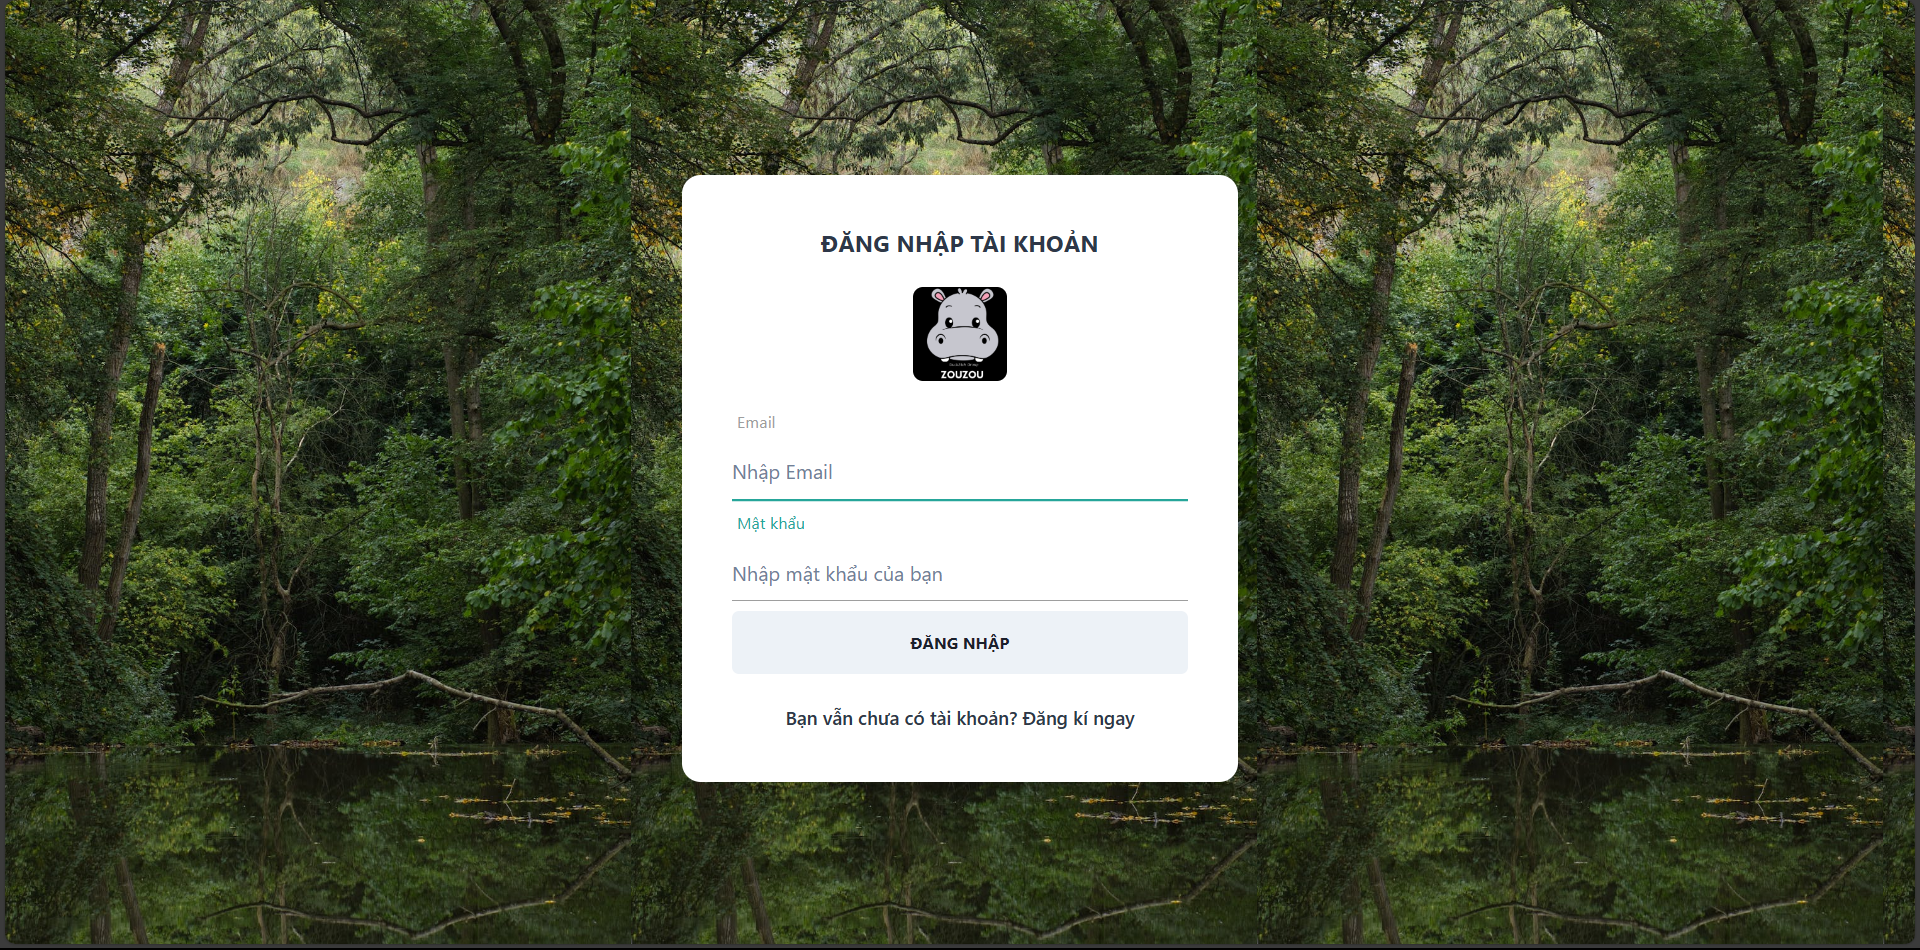 ĐĂNG NHẬP TÀI KHOẢN
ZOUZOU
Email
Nhập Email
Mật khẩu
Nhập mật khẩu của bạn
ĐĂNG NHẬP
Bạn vẫn chưa có tài khoản? Đăng kí ngay